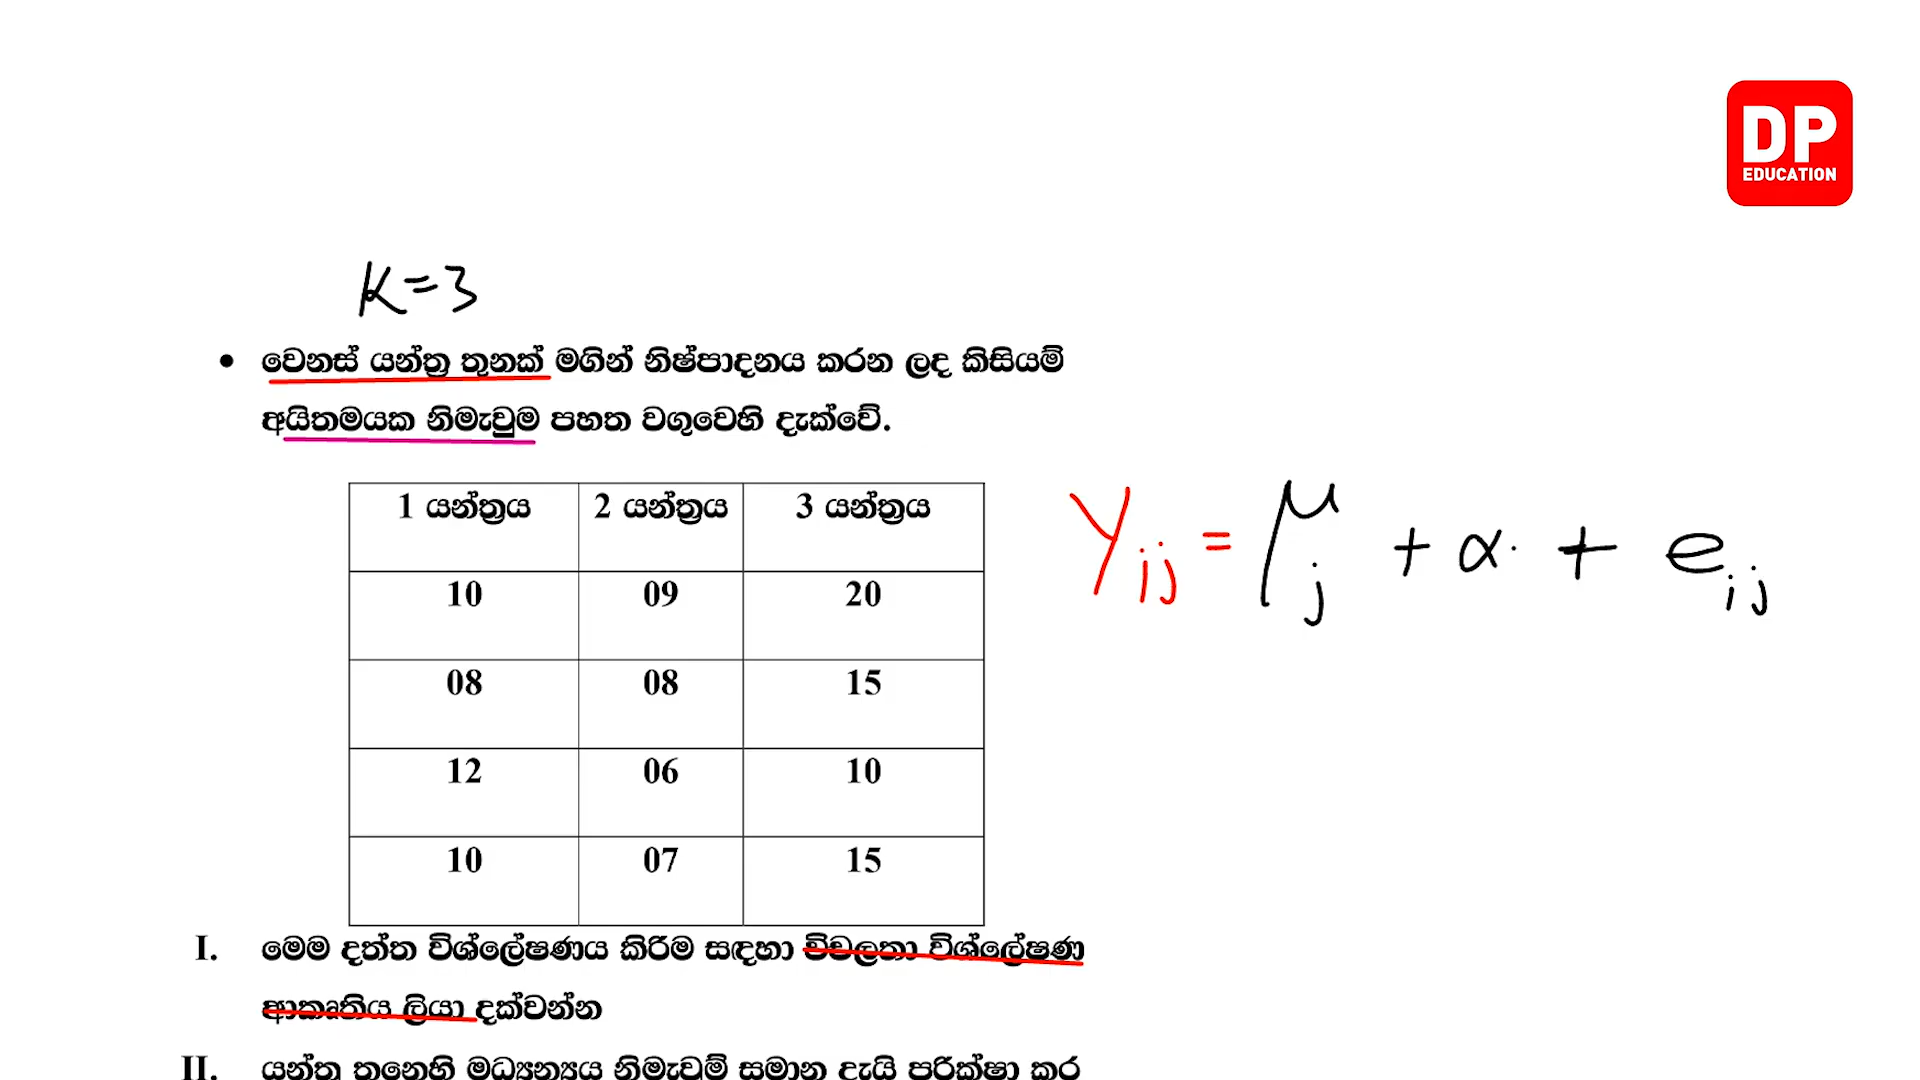 DP
EDUCATION
K=3
• වෙනස් යන්ත්‍ර තුනක් මගින් නිෂ්පාදනය කරන ලද කිසියම්
අයිතමයක නිමැවුම පහත වගුවෙහි දැක්වේ.
1 යන්ත්‍රය 2 යන්ත්‍රය 3 යන්ත්‍රය
10 09 20
08 08 15
12 06 10
10 07 15
Yij = μj + α. + eij
I. මෙම දත්ත විශ්ලේෂණය කිරීම සඳහා විචලතා විශ්ලේෂණ
ආකෘතිය ලියා දක්වන්න
II. යන්ත්‍ර තුනෙහි මධ්‍යන්‍යය නිමැවුම් සමාන දැයි පරීක්ෂා කර